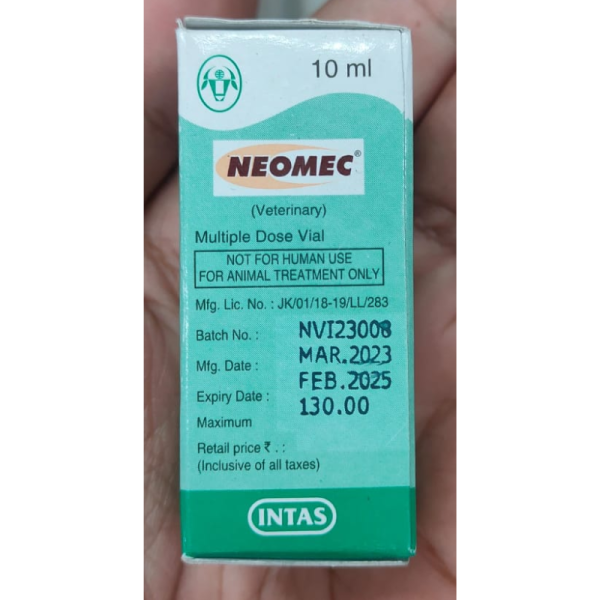 10 ml
NEOMEC®
(Veterinary)
Multiple Dose Vial
NOT FOR HUMAN USE
FOR ANIMAL TREATMENT ONLY
Mfg. Lic. No. : JK/01/18-19/LL/283
Batch No. : NVI23008
Mfg. Date : MAR.2023
Expiry Date : FEB.2025
Maximum 130.00
Retail price ₹ . :
(Inclusive of all taxes)
INTAS